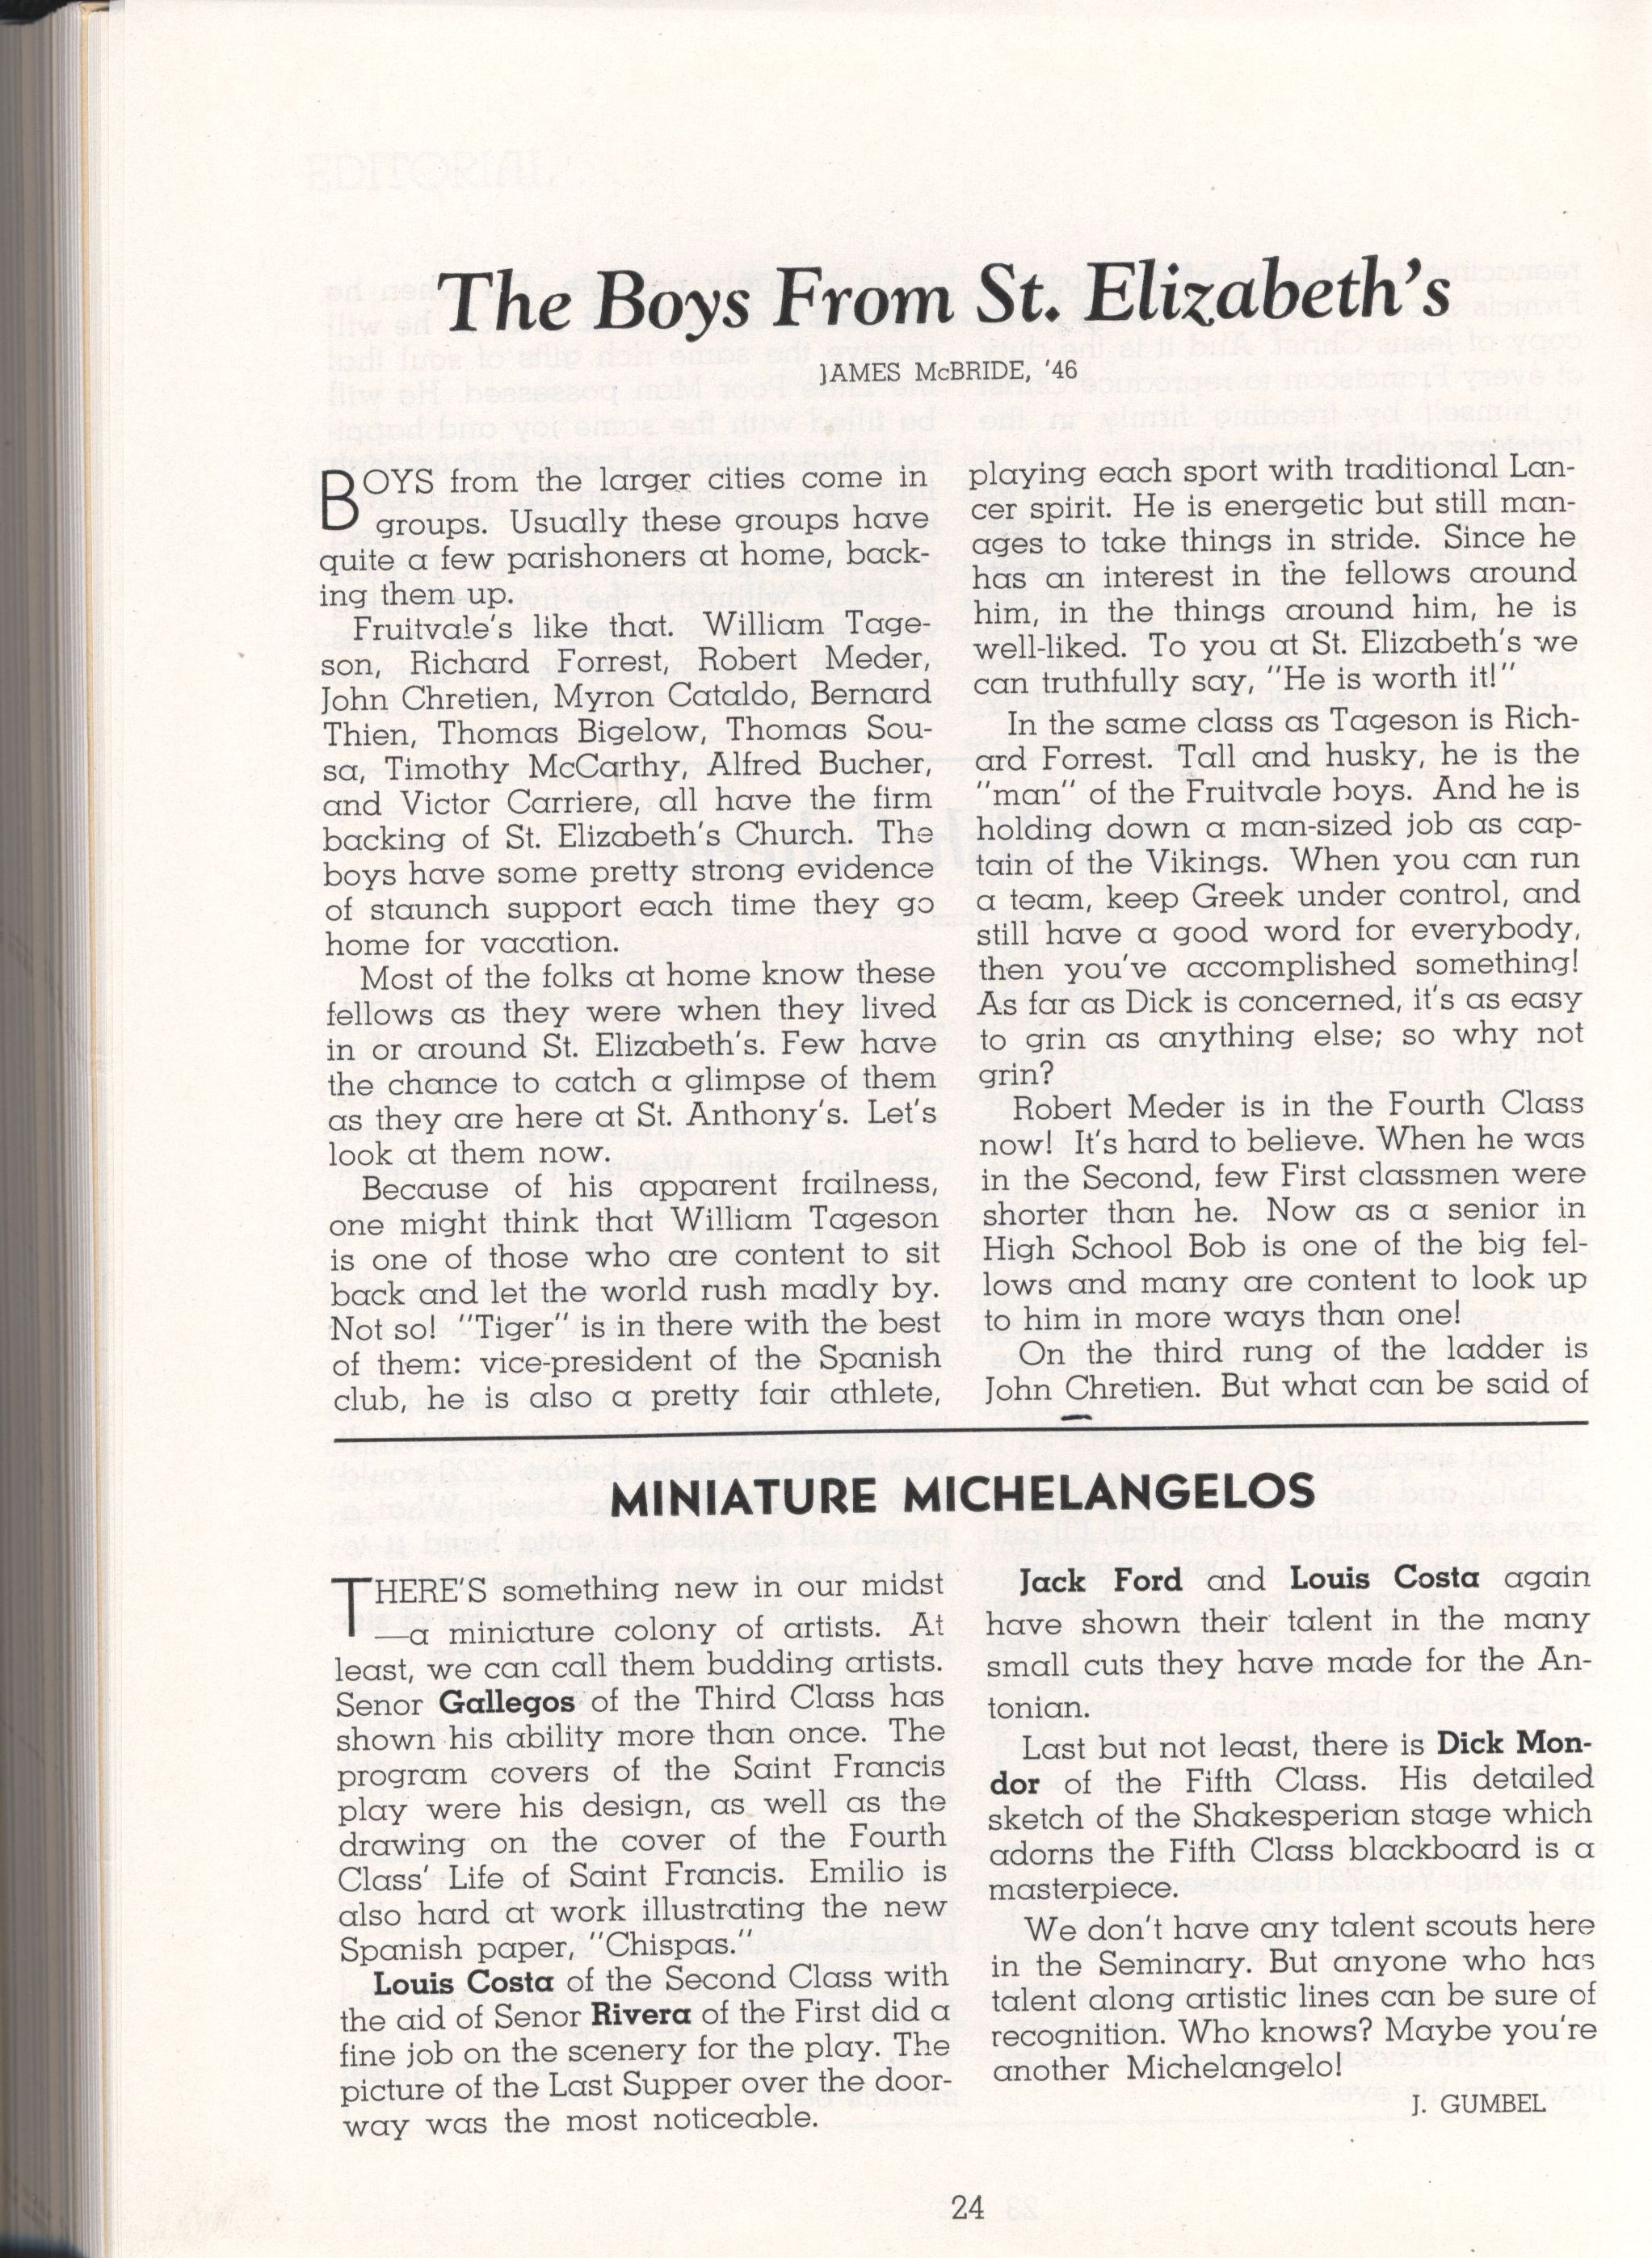 The Boys From St. Elizabeth's
JAMES McBRIDE, '46
BOYS from the larger cities come in
groups. Usually these groups have
quite a few parishoners at home, back-
ing them up.
Fruitvale's like that. William Tage-
son, Richard Forrest, Robert Meder,
John Chretien, Myron Cataldo, Bernard
Thien, Thomas Bigelow, Thomas Sou-
sa, Timothy McCarthy, Alfred Bucher,
and Victor Carriere, all have the firm
backing of St. Elizabeth's Church. The
boys have some pretty strong evidence
of staunch support each time they go
home for vacation.
Most of the folks at home know these
fellows as they were when they lived
in or around St. Elizabeth's. Few have
the chance to catch a glimpse of them
as they are here at St. Anthony's. Let's
look at them now.
Because of his apparent frailness,
one might think that William Tageson
is one of those who are content to sit
back and let the world rush madly by.
Not so! "Tiger" is in there with the best
of them: vice-president of the Spanish
club, he is also a pretty fair athlete,
playing each sport with traditional Lan-
cer spirit. He is energetic but still man-
ages to take things in stride. Since he
has an interest in the fellows around
him, in the things around him, he is
well-liked. To you at St. Elizabeth's we
can truthfully say, "He is worth it!"
In the same class as Tageson is Rich-
ard Forrest. Tall and husky, he is the
"man" of the Fruitvale boys. And he is
holding down a man-sized job as cap-
tain of the Vikings. When you can run
a team, keep Greek under control, and
still have a good word for everybody,
then you've accomplished something!
As far as Dick is concerned, it's as easy
to grin as anything else; so why not
grin?
Robert Meder is in the Fourth Class
now! It's hard to believe. When he was
in the Second, few First classmen were
shorter than he. Now as a senior in
High School Bob is one of the big fel-
lows and many are content to look up
to him in more ways than one!
On the third rung of the ladder is
John Chretien. But what can be said of
MINIATURE MICHELANGELOS
THERE'S something new in our midst
—a miniature colony of artists. At
least, we can call them budding artists.
Senor Gallegos of the Third Class has
shown his ability more than once. The
program covers of the Saint Francis
play were his design, as well as the
drawing on the cover of the Fourth
Class' Life of Saint Francis. Emilio is
also hard at work illustrating the new
Spanish paper, "Chispas."
Louis Costa of the Second Class with
the aid of Senor Rivera of the First did a
fine job on the scenery for the play. The
picture of the Last Supper over the door-
way was the most noticeable.
Jack Ford and Louis Costa again
have shown their talent in the many
small cuts they have made for the An-
tonian.
Last but not least, there is Dick Mon-
dor of the Fifth Class. His detailed
sketch of the Shakesperian stage which
adorns the Fifth Class blackboard is a
masterpiece.
We don't have any talent scouts here
in the Seminary. But anyone who has
talent along artistic lines can be sure of
recognition. Who knows? Maybe you're
another Michelangelo!
J. GUMBEL
24